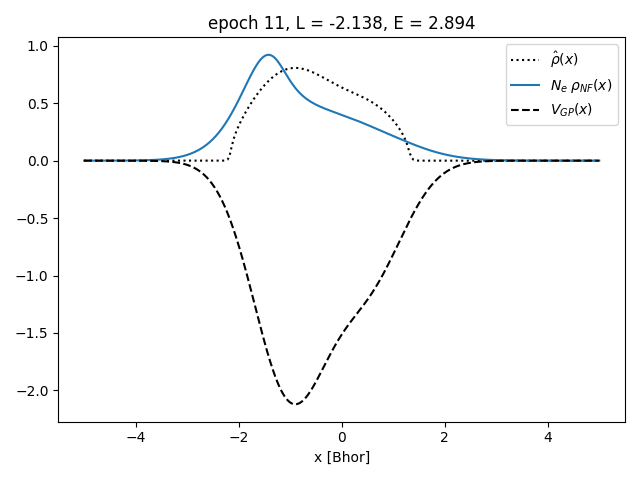 epoch 11, L = -2.138, E = 2.894
1.0
0.5
0.0
−0.5
−1.0
−1.5
−2.0
−4
−2
0
2
4
x [Bhor]
ρ̂(x)
N_e ρ_NF(x)
V_GP(x)